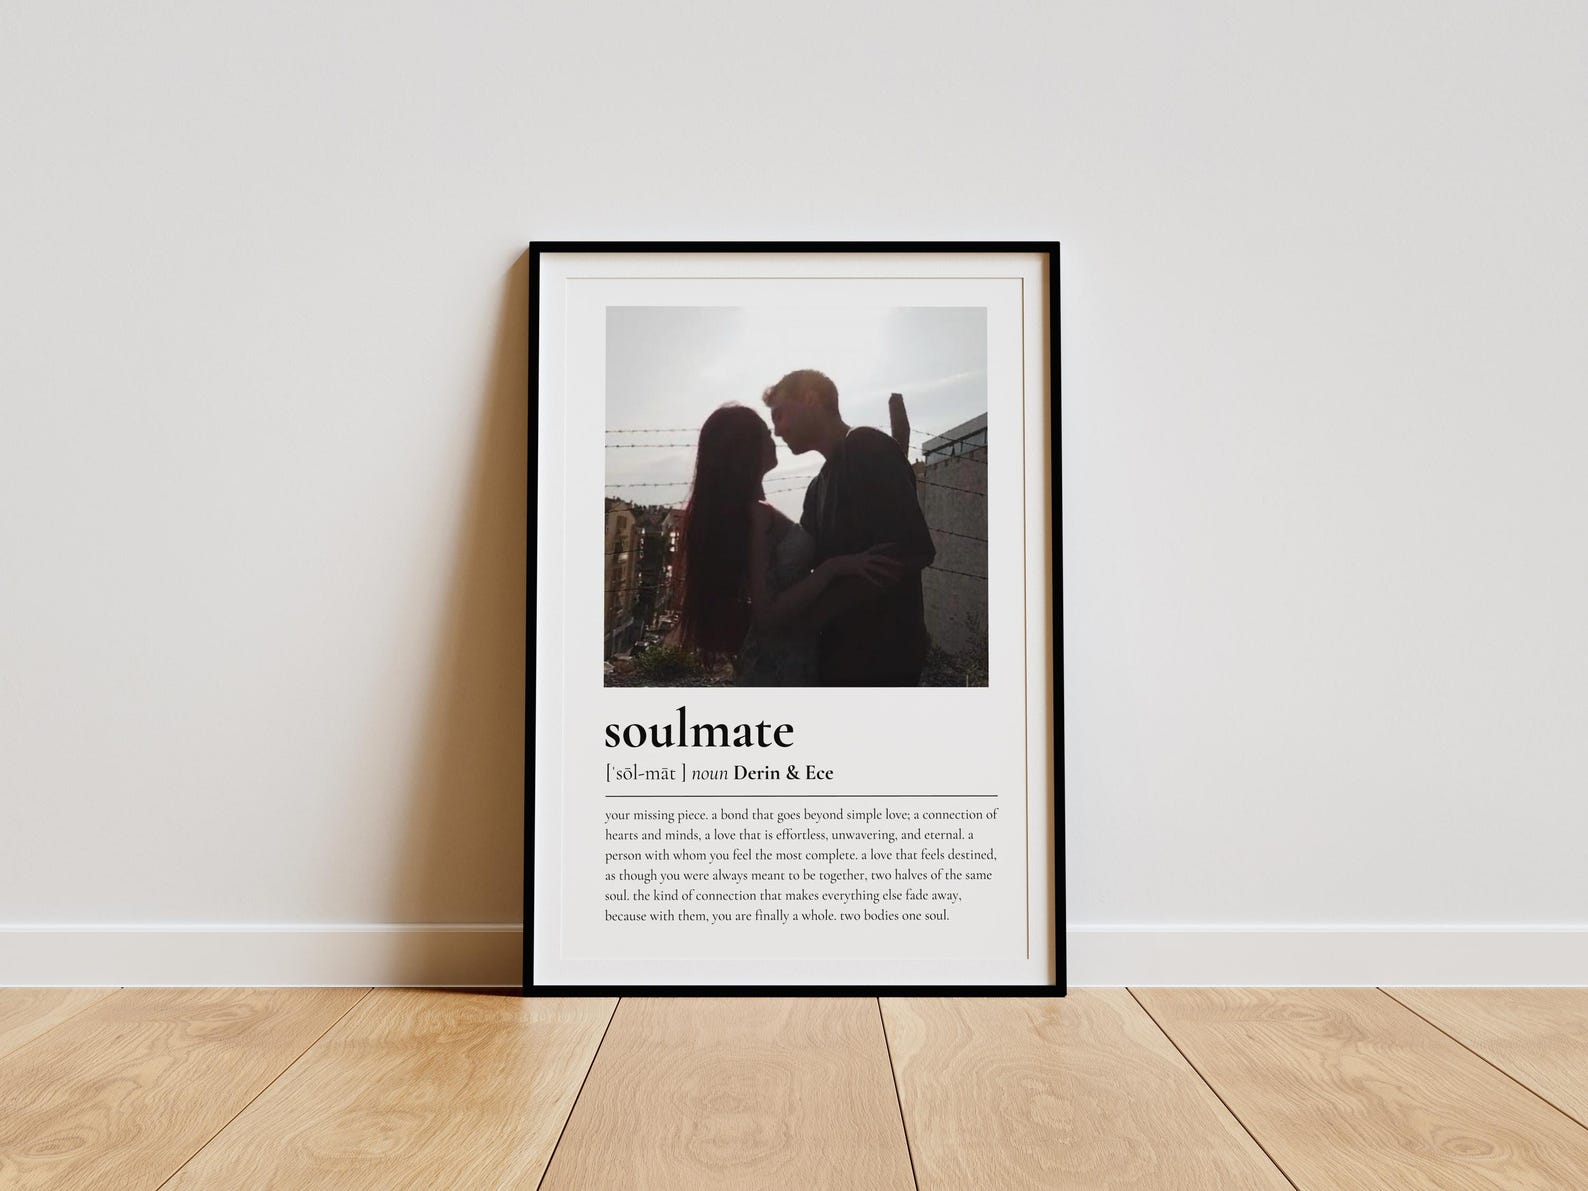 soulmate
[ˈsōl-māt ] noun Derin & Ece
your missing piece. a bond that goes beyond simple love; a connection of
hearts and minds, a love that is effortless, unwavering, and eternal. a
person with whom you feel the most complete. a love that feels destined,
as though you were always meant to be together, two halves of the same
soul. the kind of connection that makes everything else fade away,
because with them, you are finally a whole. two bodies one soul.